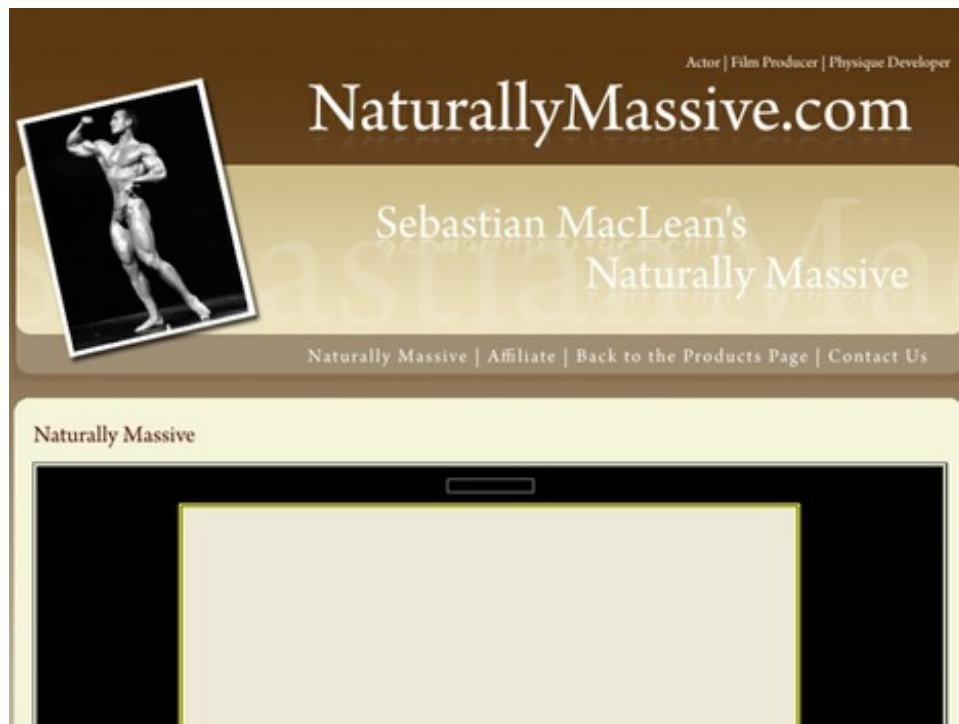 Actor | Film Producer | Physique Developer
NaturallyMassive.com
Sebastian MacLean's
Naturally Massive
Naturally Massive | Affiliate | Back to the Products Page | Contact Us
Naturally Massive